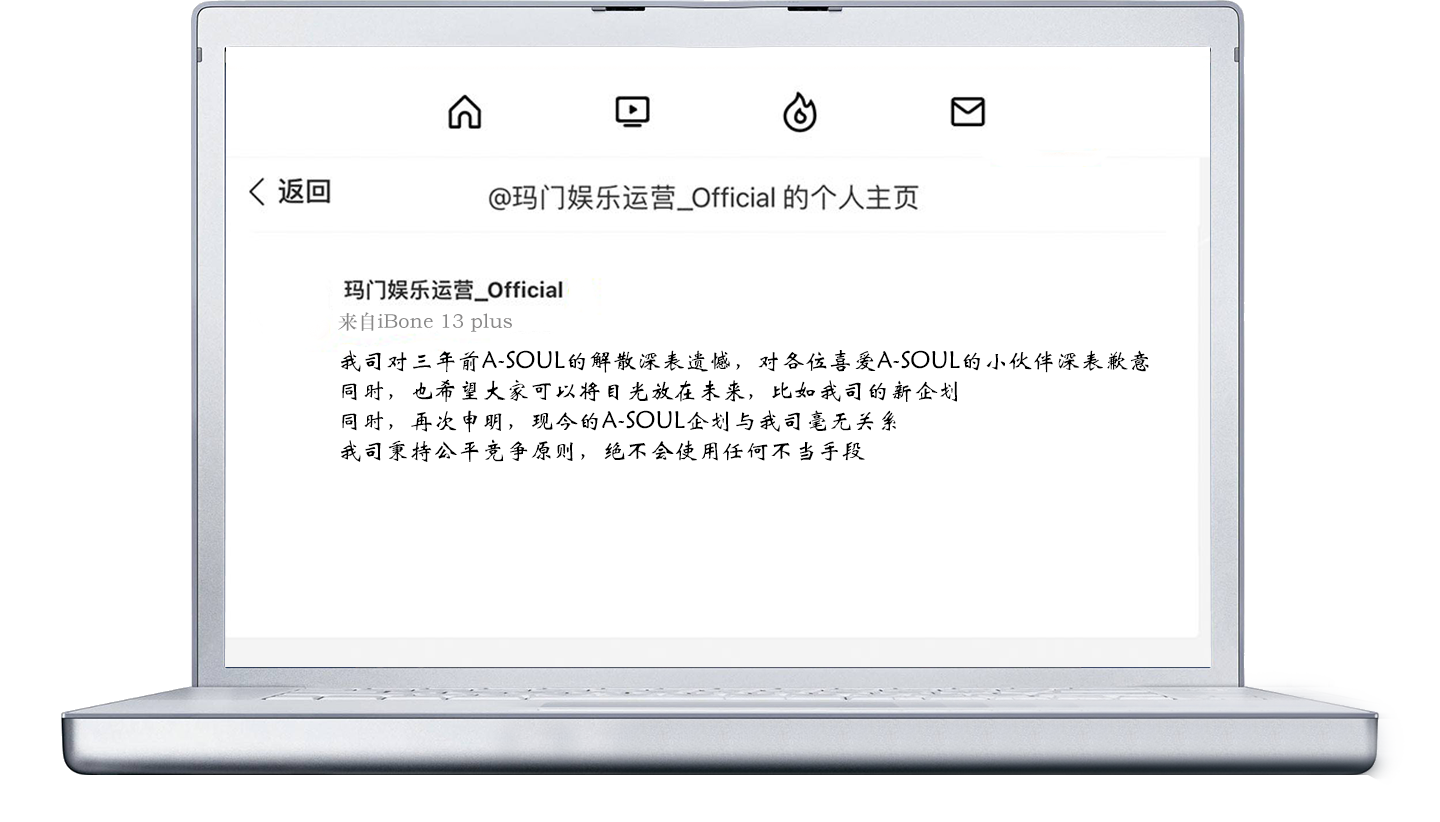 返回
@玛门娱乐运营_Official 的个人主页
玛门娱乐运营_Official
来自iBone 13 plus
我司对三年前A-SOUL的解散深表遗憾，对各位喜爱A-SOUL的小伙伴深表歉意
同时，也希望大家可以将目光放在未来，比如我司的新企划
同时，再次申明，现今的A-SOUL企划与我司毫无关系
我司秉持公平竞争原则，绝不会使用任何不当手段